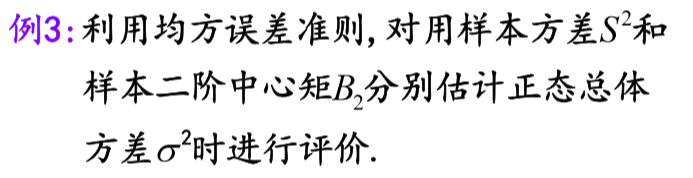 例3:利用均方误差准则,对用样本方差S²和
样本二阶中心矩B₂分别估计正态总体
方差σ²时进行评价.